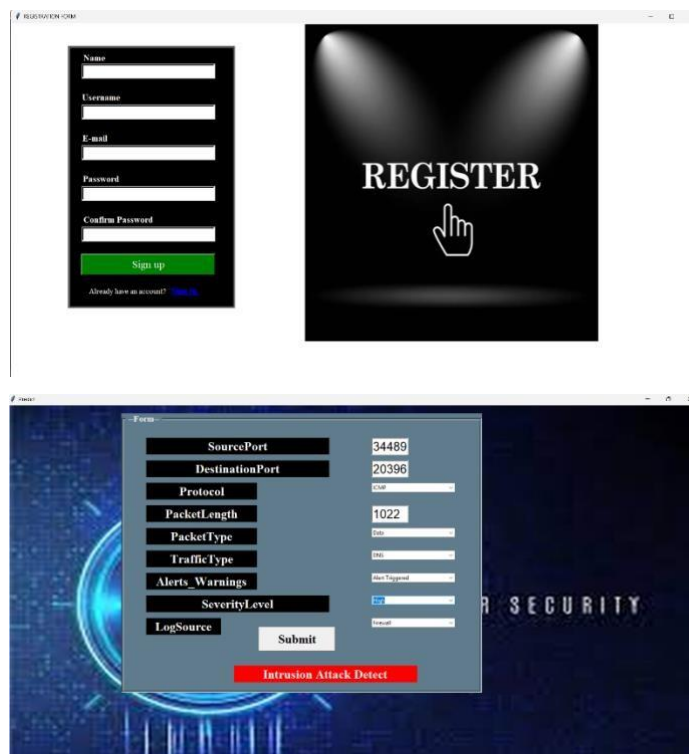 REGISTRATION FORM
Name
Username
E-mail
Password
Confirm Password
Sign up
Already have an account?
REGISTER
--Form--
SourcePort 34489
DestinationPort 20396
Protocol ICMP
PacketLength 1022
PacketType Data
TrafficType DNS
Alerts_Warnings Alert Triggered
SeverityLevel
LogSource Firewall
Submit
Intrusion Attack Detect
R SECURITY